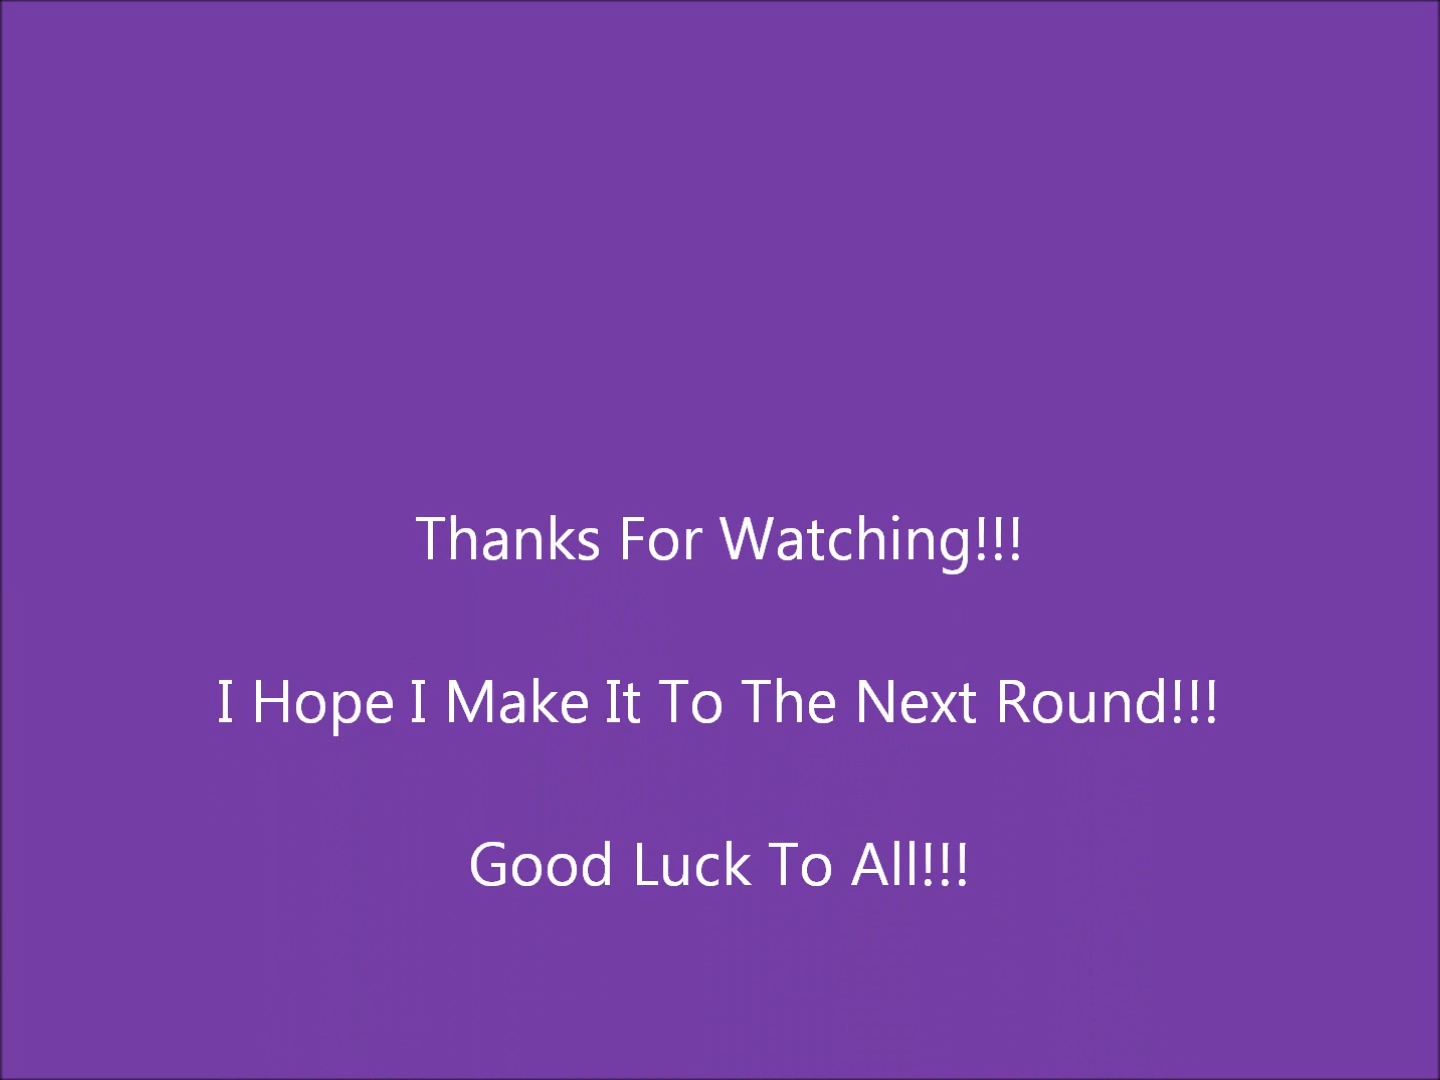 Thanks For Watching!!!
I Hope I Make It To The Next Round!!!
Good Luck To All!!!